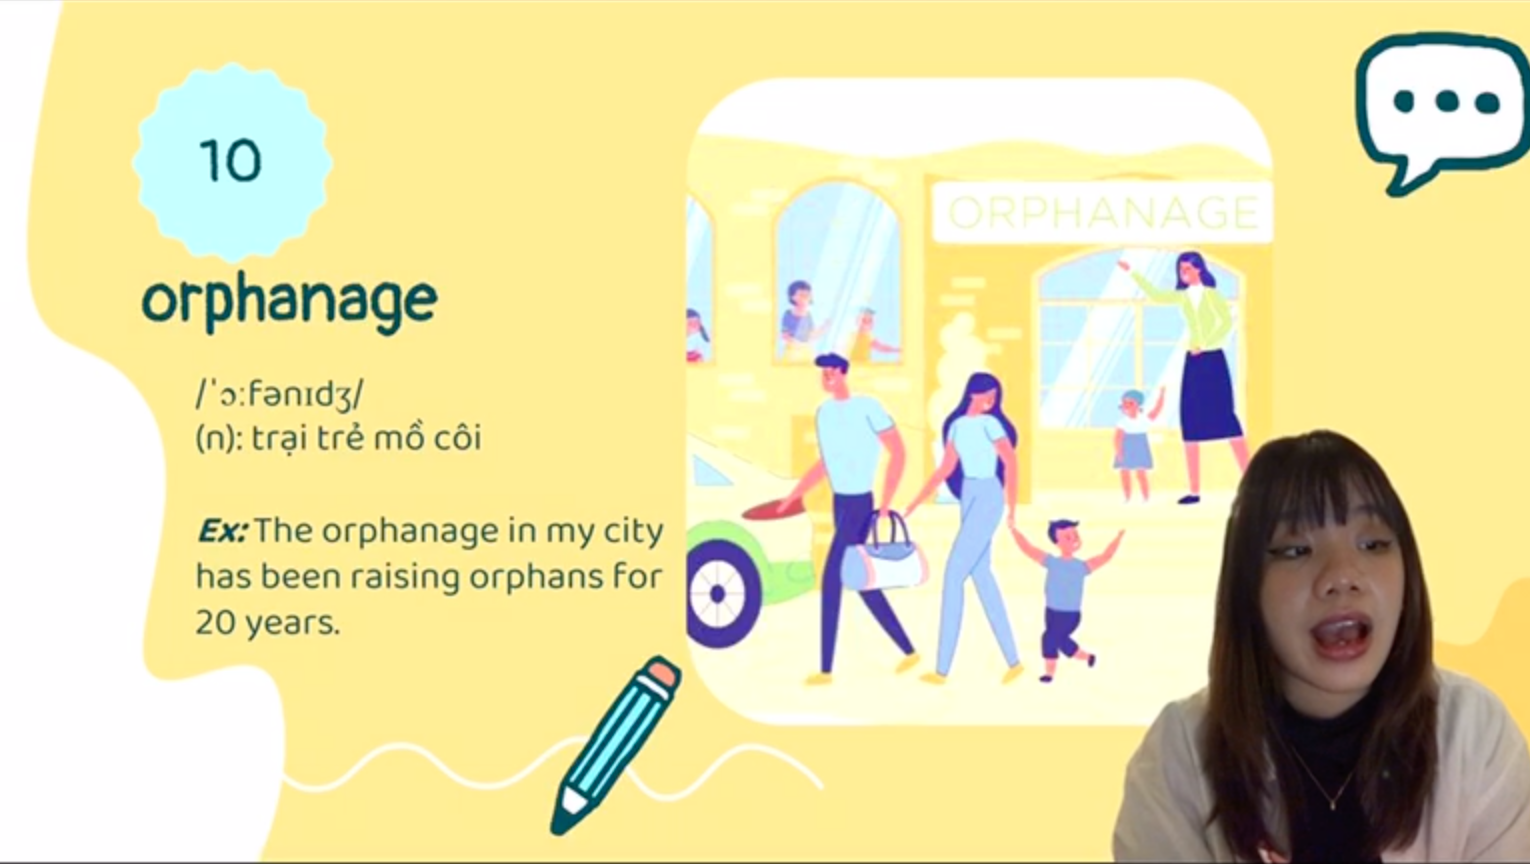 10
orphanage
/ˈɔːfənɪdʒ/
(n): trại trẻ mồ côi
Ex: The orphanage in my city
has been raising orphans for
20 years.
ORPHANAGE